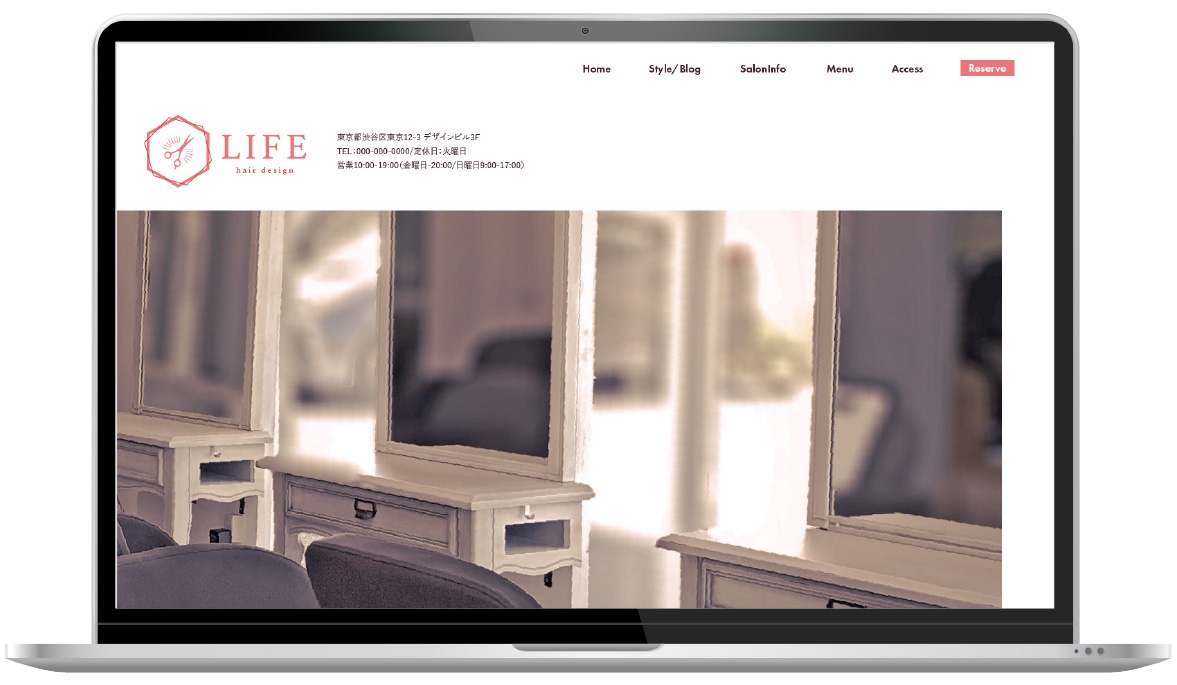 Home Style/Blog SalonInfo Menu Access Reserve
LIFE
hair design
東京都渋谷区東京12-3 デザインビル3F
TEL:000-000-0000/定休日:火曜日
営業10:00-19:00(金曜日-20:00/日曜日9:00-17:00)